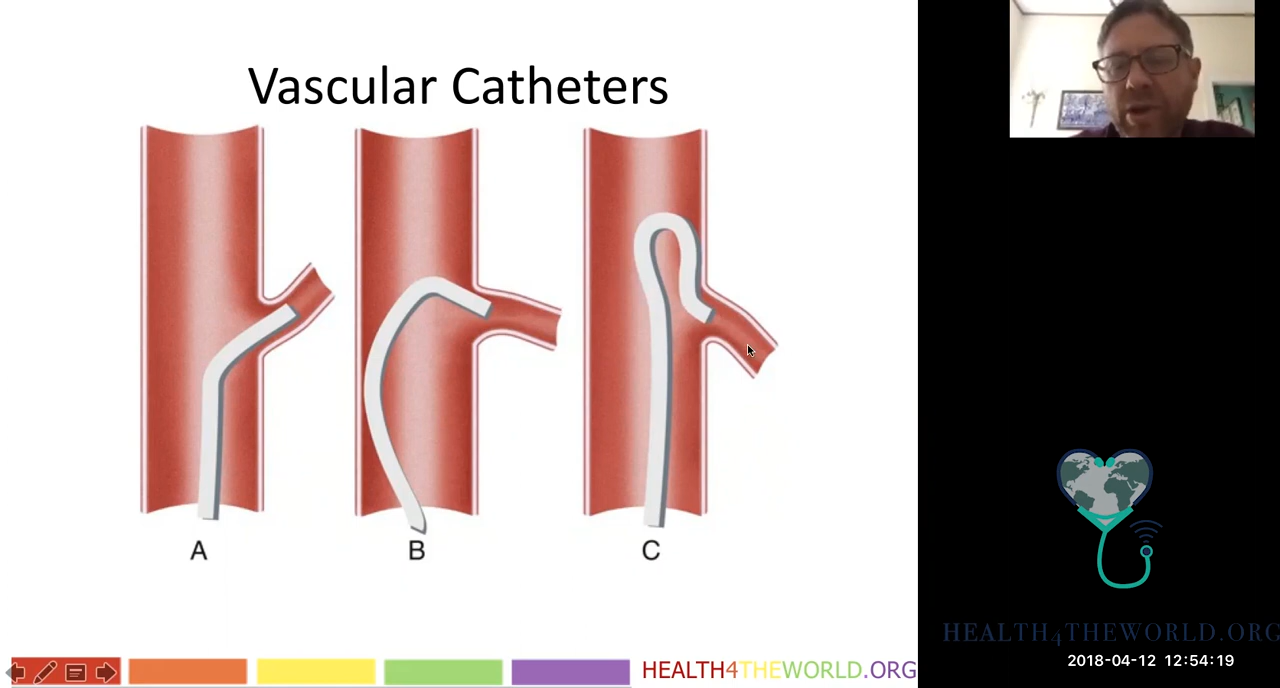 Vascular Catheters
A
B
C
HEALTH4THEWORLD.ORG
HEALTH4THEWORLD.ORG
2018-04-12 12:54:19